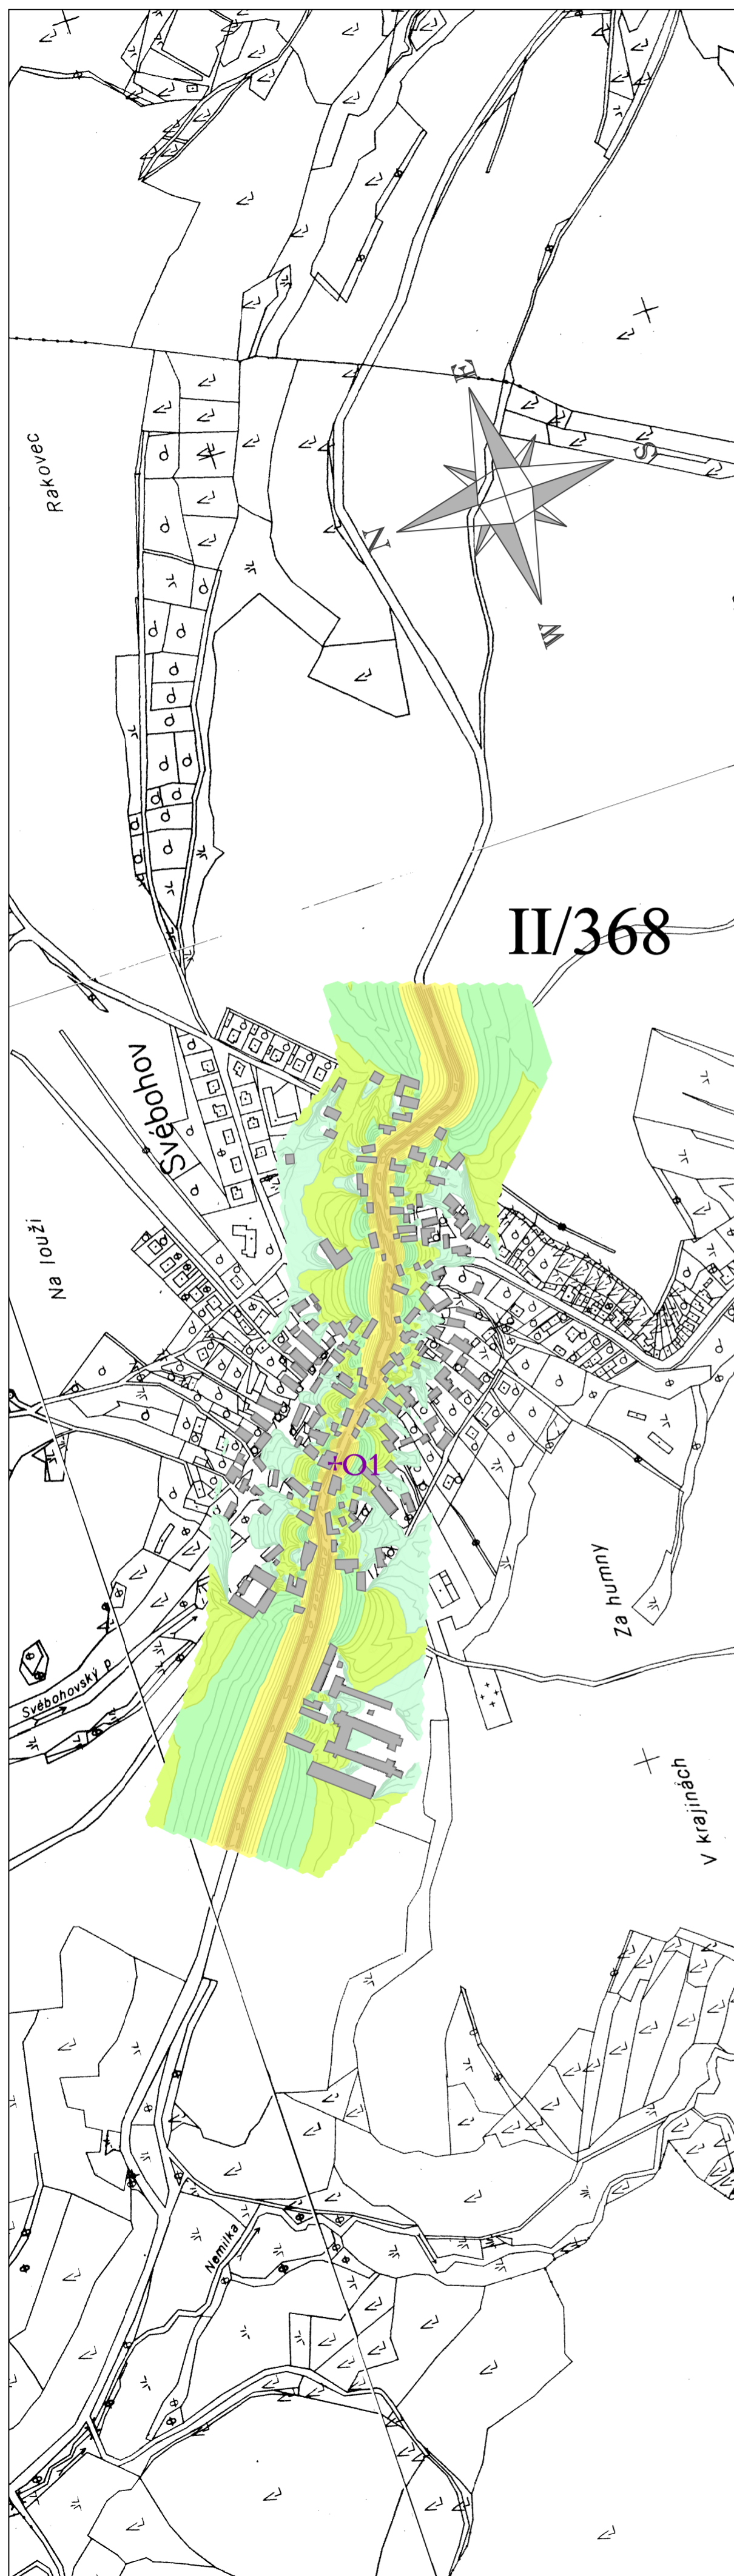 E
S
Rakovec
N
W
II/368
Svébohov
Na louži
+O1
Za humny
Svébohovský p.
V krajinách
Nemilka